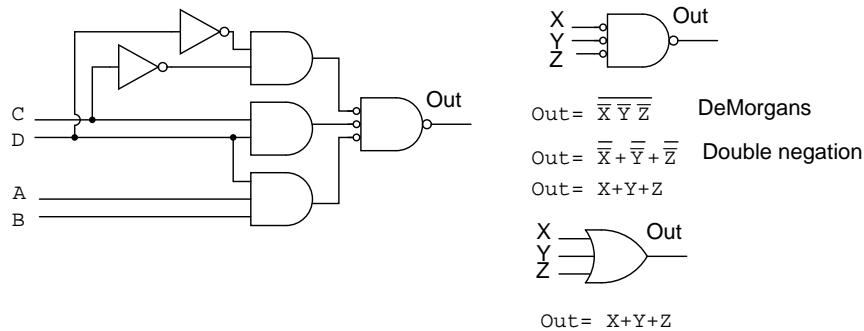 C
D
A
B
Out
X
Y
Z
Out
Out= X̅ Y̅ Z̅ DeMorgans
Out= X̿+Y̿+Z̿ Double negation
Out= X+Y+Z
X
Y
Z
Out
Out= X+Y+Z